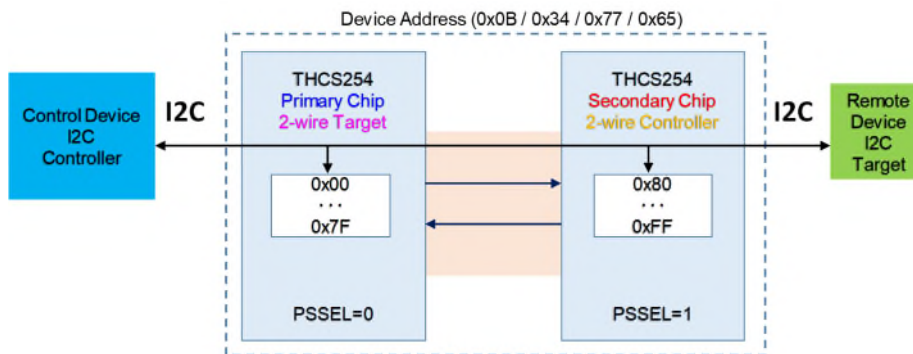 Device Address (0x0B / 0x34 / 0x77 / 0x65)
Control Device
I2C
Controller
I2C
THCS254
Primary Chip
2-wire Target
0x00
...
0x7F
PSSEL=0
THCS254
Secondary Chip
2-wire Controller
0x80
...
0xFF
PSSEL=1
I2C
Remote
Device
I2C
Target